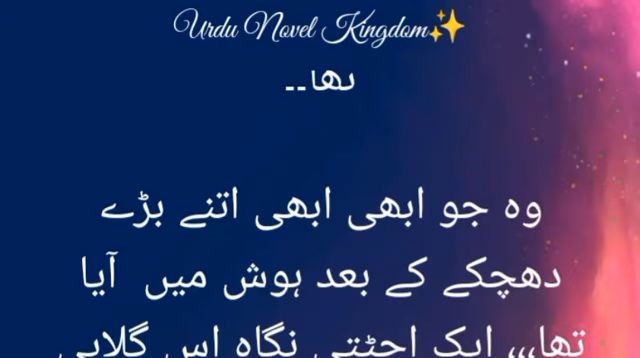 Urdu Novel Kingdom✨
تھا۔۔
وہ جو ابھی ابھی اتنے بڑے
دھچکے کے بعد ہوش میں آیا
تھا،،، ایک اچٹتی نگاہ اس گلابی